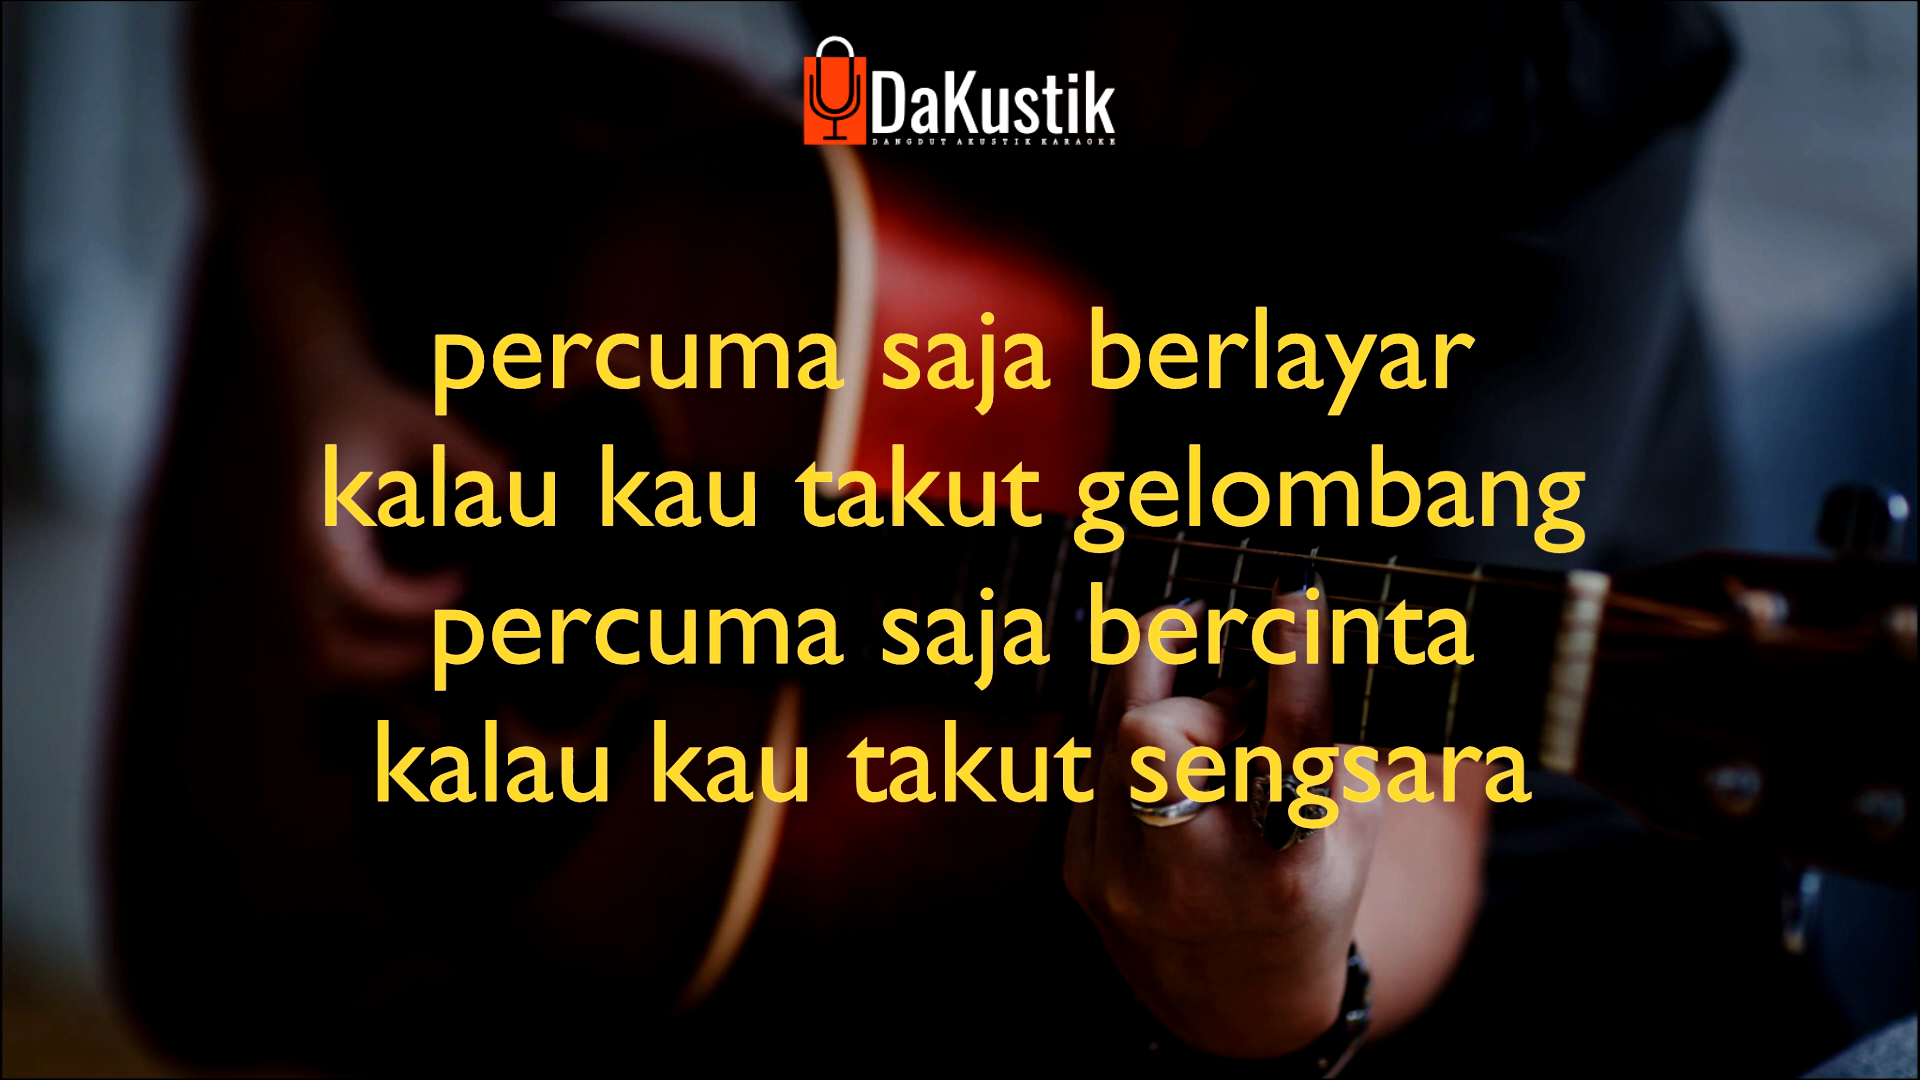 DaKustik
DANGDUT AKUSTIK KARAOKE
percuma saja berlayar
kalau kau takut gelombang
percuma saja bercinta
kalau kau takut sengsara